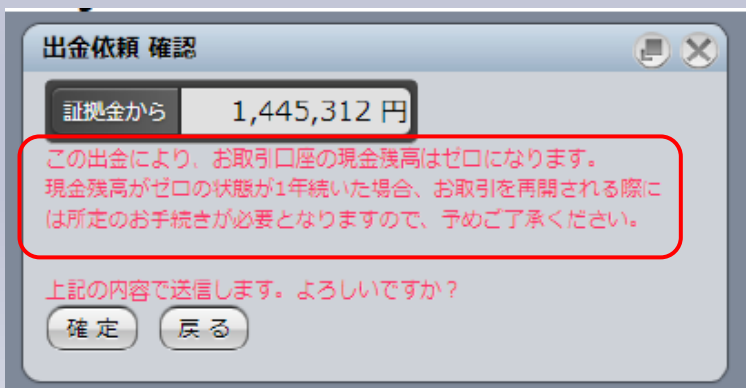 出金依頼 確認
証拠金から 1,445,312 円
この出金により、お取引口座の現金残高はゼロになります。
現金残高がゼロの状態が1年続いた場合、お取引を再開される際に
は所定のお手続きが必要となりますので、予めご了承ください。
上記の内容で送信します。よろしいですか？
確 定 戻 る